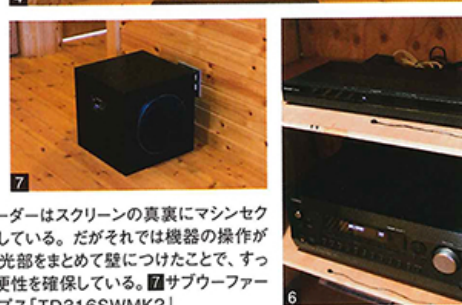 7
6
ーダーはスクリーンの真裏にマシンセク
している。だがそれでは機器の操作が
光部をまとめて壁につけたことで、すっ
便性を確保している。7サブウーファー
プス「TD316SWMK2」